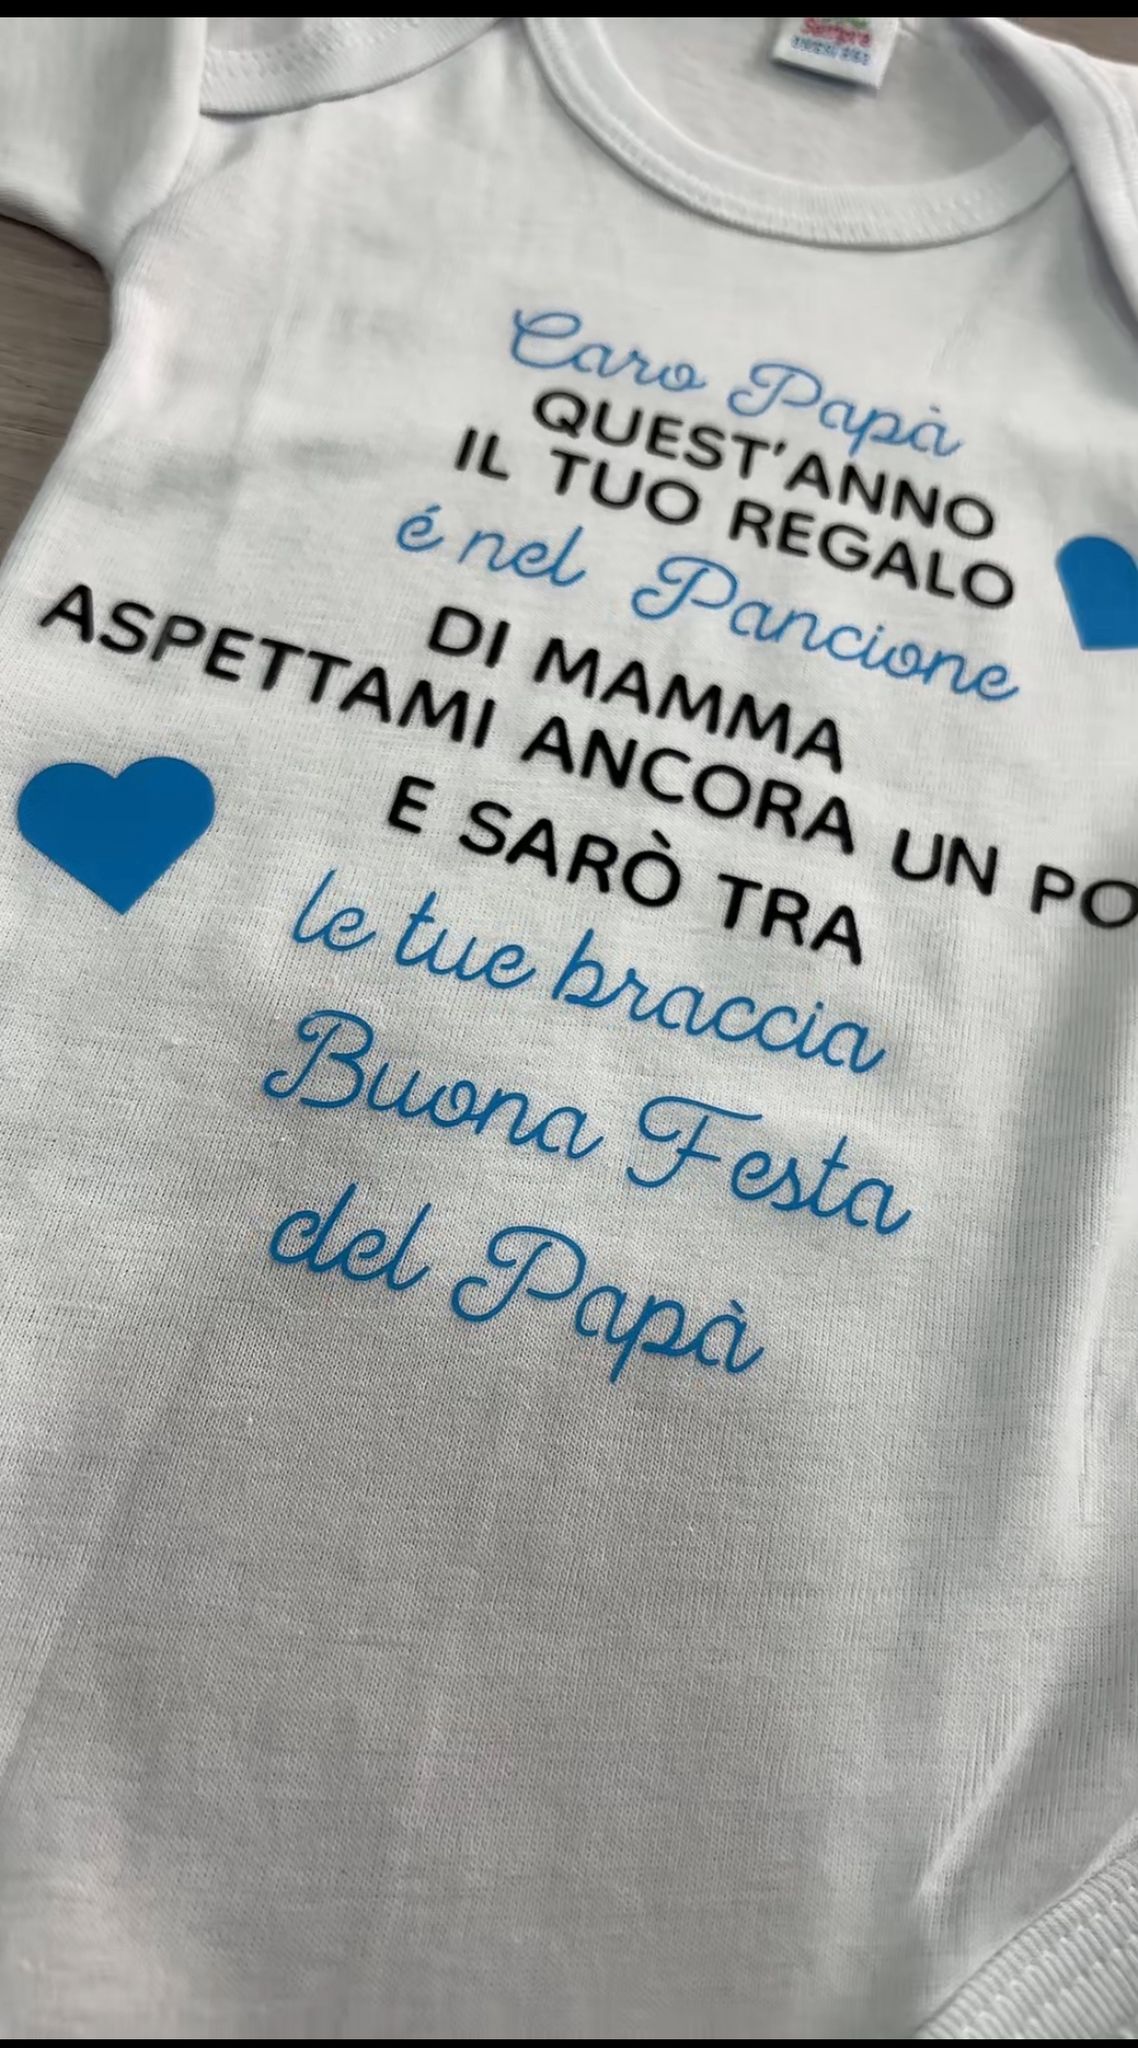 Caro Papà
QUEST'ANNO
IL TUO REGALO
é nel Pancione
DI MAMMA
ASPETTAMI ANCORA UN PO
E SARÒ TRA
le tue braccia
Buona Festa
del Papà